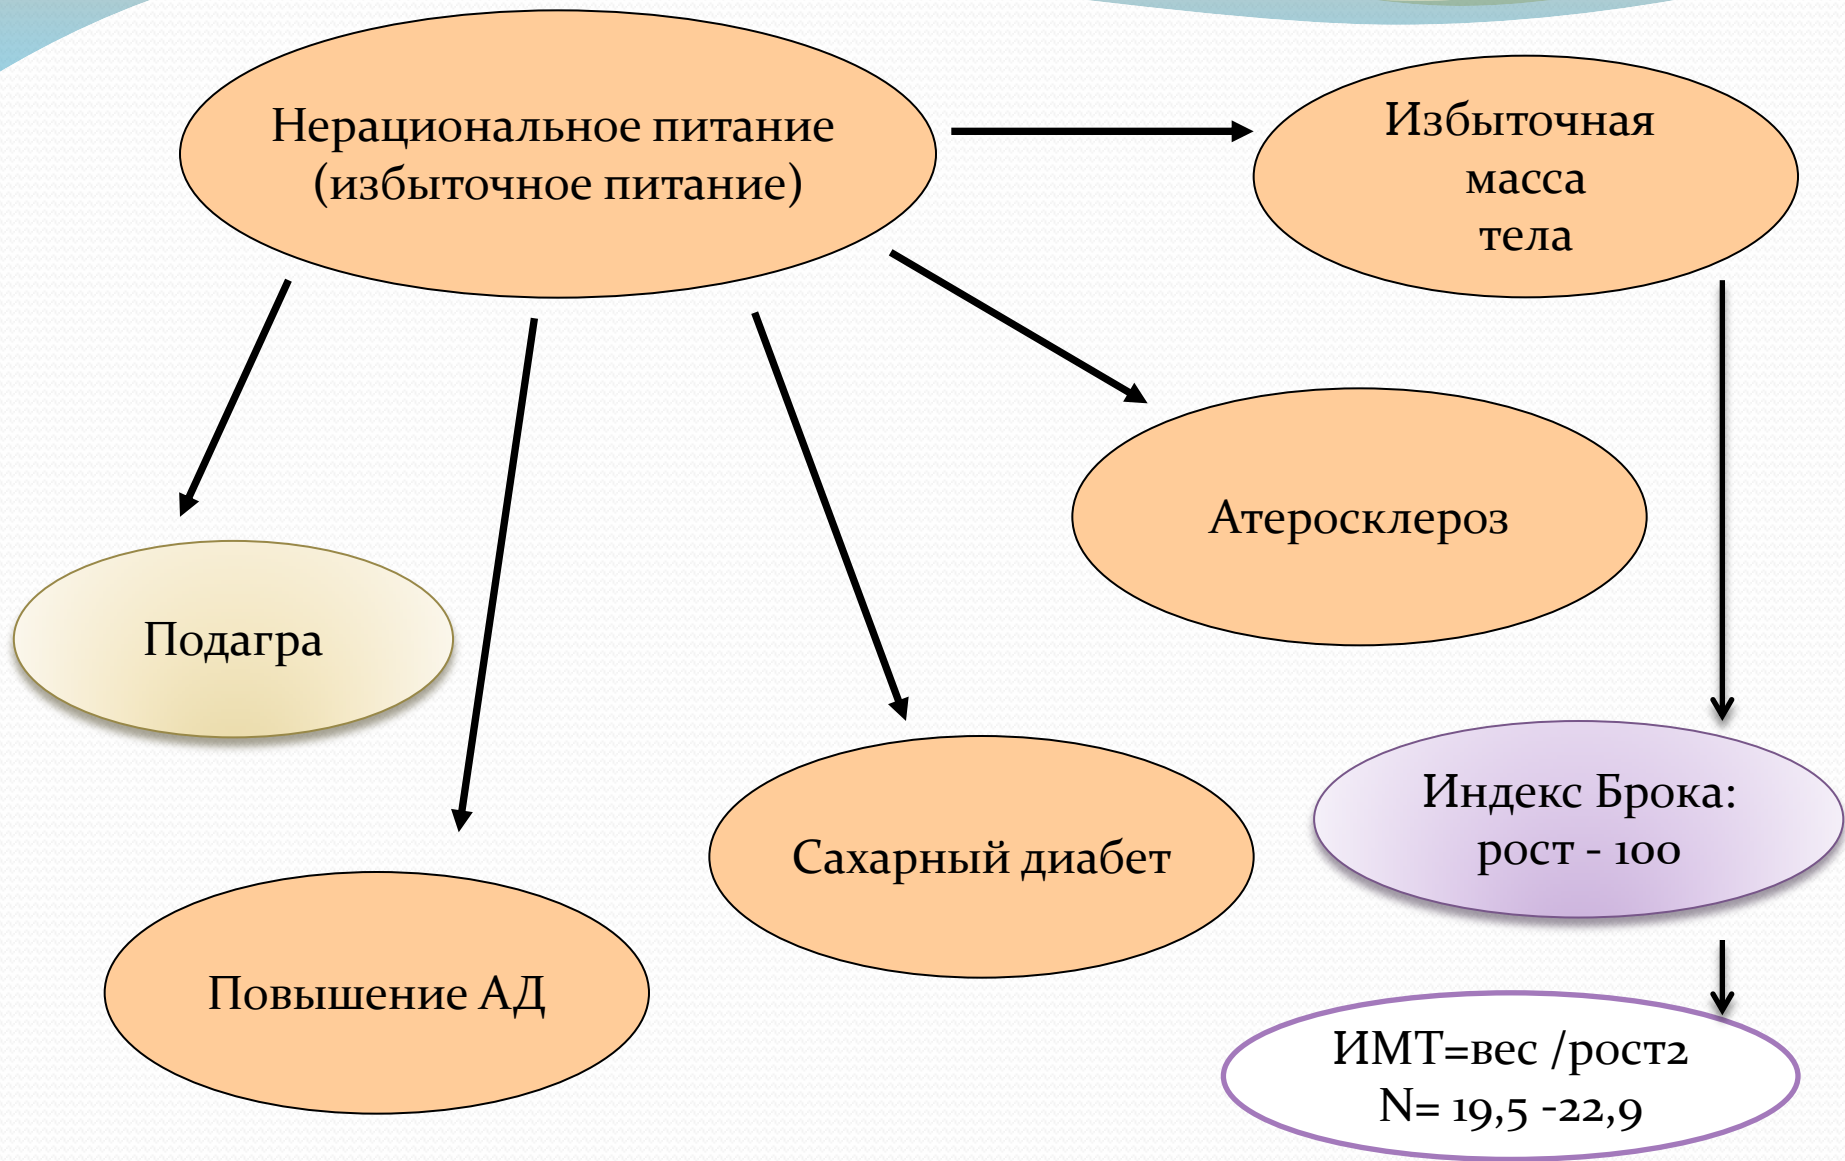 Нерациональное питание
(избыточное питание)
Избыточная
масса
тела
Атеросклероз
Подагра
Индекс Брока:
рост - 100
Сахарный диабет
Повышение АД
ИМТ=вес /рост2
N= 19,5 -22,9